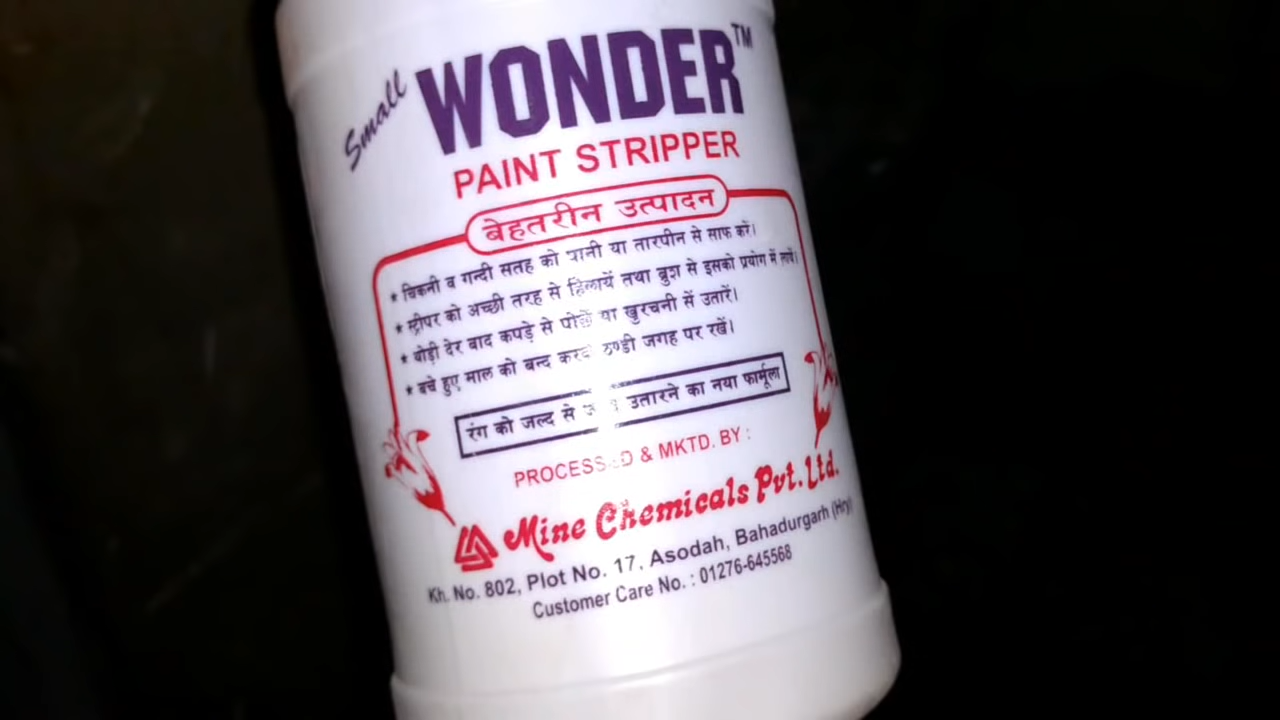 Small WONDER™
PAINT STRIPPER
बेहतरीन उत्पादन
* चिकनी व गन्दी सतह को पानी या तारपीन से साफ करें।
* स्ट्रीपर को अच्छी तरह से हिलायें तथा ब्रुश से इसको प्रयोग में लायें।
* थोड़ी देर बाद कपड़े से पोछें या खुरचनी सें उतारें।
* बचे हुए माल को बन्द करके ठण्डी जगह पर रखें।
रंग को जल्द से उतारने का नया फार्मूला
PROCESSED & MKTD. BY :
Mine Chemicals Pvt. Ltd.
Kh. No. 802, Plot No. 17, Asodah, Bahadurgarh (Hry)
Customer Care No. : 01276-645568